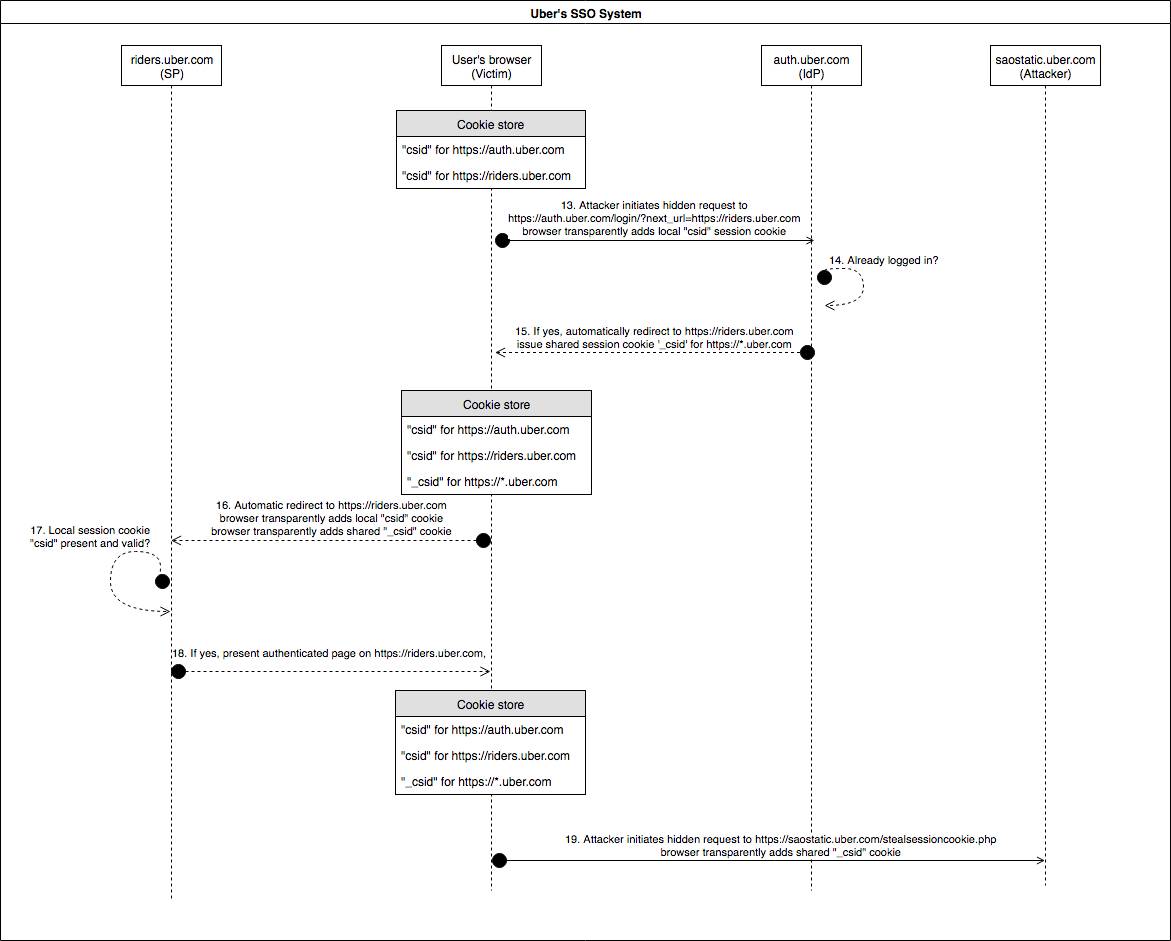 Uber's SSO System
riders.uber.com
(SP)
User's browser
(Victim)
auth.uber.com
(IdP)
saostatic.uber.com
(Attacker)
Cookie store
"csid" for https://auth.uber.com
"csid" for https://riders.uber.com
13. Attacker initiates hidden request to
https://auth.uber.com/login/?next_url=https://riders.uber.com
browser transparently adds local "csid" session cookie
14. Already logged in?
15. If yes, automatically redirect to https://riders.uber.com
issue shared session cookie '_csid' for https://*.uber.com
Cookie store
"csid" for https://auth.uber.com
"csid" for https://riders.uber.com
"_csid" for https://*.uber.com
16. Automatic redirect to https://riders.uber.com
browser transparently adds local "csid" cookie
browser transparently adds shared "_csid" cookie
17. Local session cookie
"csid" present and valid?
18. If yes, present authenticated page on https://riders.uber.com,
Cookie store
"csid" for https://auth.uber.com
"csid" for https://riders.uber.com
"_csid" for https://*.uber.com
19. Attacker initiates hidden request to https://saostatic.uber.com/stealsessioncookie.php
browser transparently adds shared "_csid" cookie